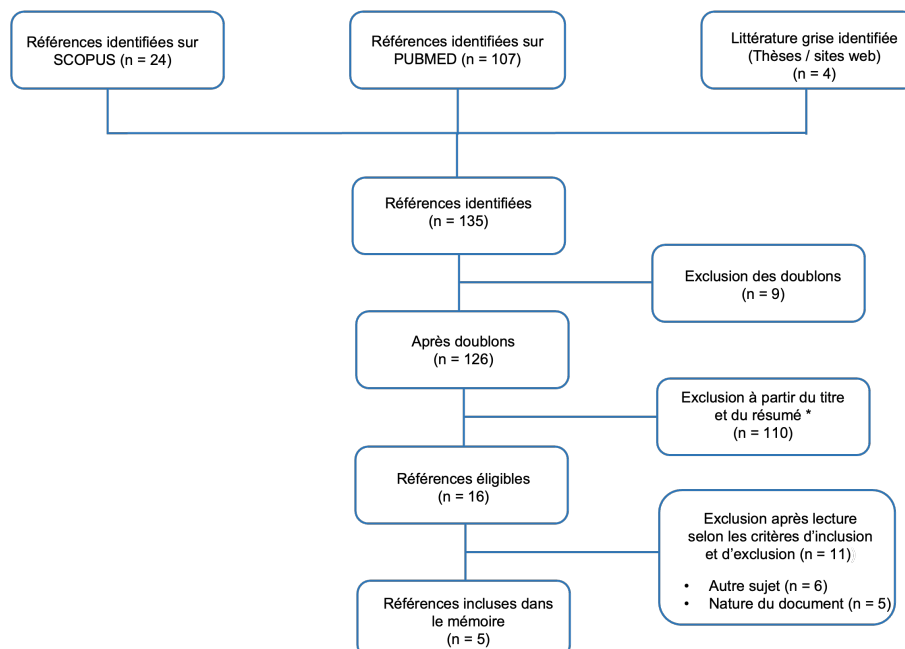 Références identifiées sur
SCOPUS (n = 24)
Références identifiées sur
PUBMED (n = 107)
Littérature grise identifiée
(Thèses / sites web)
(n = 4)
Références identifiées
(n = 135)
Exclusion des doublons
(n = 9)
Après doublons
(n = 126)
Exclusion à partir du titre
et du résumé *
(n = 110)
Références éligibles
(n = 16)
Exclusion après lecture
selon les critères d'inclusion
et d'exclusion (n = 11)
• Autre sujet (n = 6)
• Nature du document (n = 5)
Références incluses dans
le mémoire
(n = 5)